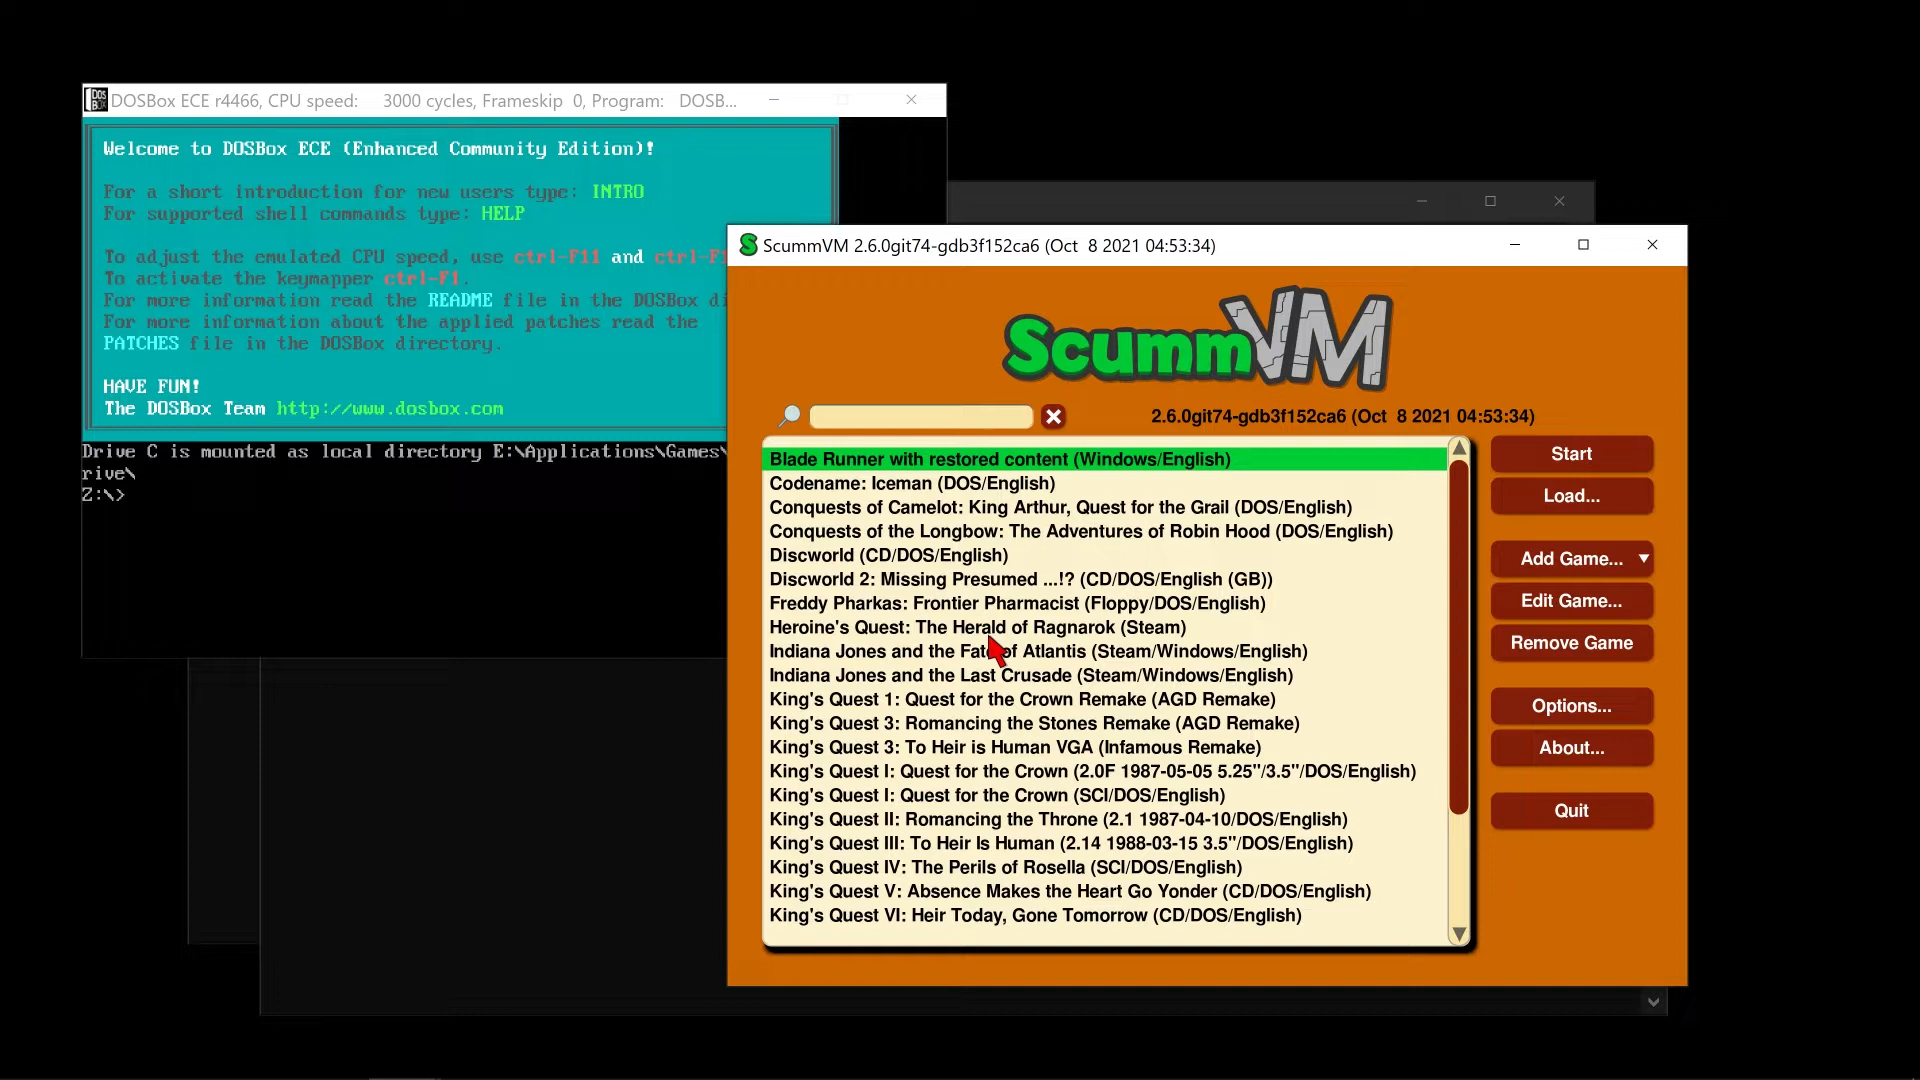 DOSBox ECE r4466, CPU speed: 3000 cycles, Frameskip 0, Program: DOSB...
Welcome to DOSBox ECE (Enhanced Community Edition)!
For a short introduction for new users type: INTRO
For supported shell commands type: HELP
To adjust the emulated CPU speed, use ctrl-F11 and ctrl-F1
To activate the keymapper ctrl-F1.
For more information read the README file in the DOSBox di
For more information about the applied patches read the
PATCHES file in the DOSBox directory.
HAVE FUN!
The DOSBox Team http://www.dosbox.com
Drive C is mounted as local directory E:\Applications\Games\
rive\
Z:\>
ScummVM 2.6.0git74-gdb3f152ca6 (Oct 8 2021 04:53:34)
ScummVM
2.6.0git74-gdb3f152ca6 (Oct 8 2021 04:53:34)
Blade Runner with restored content (Windows/English)
Codename: Iceman (DOS/English)
Conquests of Camelot: King Arthur, Quest for the Grail (DOS/English)
Conquests of the Longbow: The Adventures of Robin Hood (DOS/English)
Discworld (CD/DOS/English)
Discworld 2: Missing Presumed ...!? (CD/DOS/English (GB))
Freddy Pharkas: Frontier Pharmacist (Floppy/DOS/English)
Heroine's Quest: The Herald of Ragnarok (Steam)
Indiana Jones and the Fate of Atlantis (Steam/Windows/English)
Indiana Jones and the Last Crusade (Steam/Windows/English)
King's Quest 1: Quest for the Crown Remake (AGD Remake)
King's Quest 3: Romancing the Stones Remake (AGD Remake)
King's Quest 3: To Heir is Human VGA (Infamous Remake)
King's Quest I: Quest for the Crown (2.0F 1987-05-05 5.25"/3.5"/DOS/English)
King's Quest I: Quest for the Crown (SCI/DOS/English)
King's Quest II: Romancing the Throne (2.1 1987-04-10/DOS/English)
King's Quest III: To Heir Is Human (2.14 1988-03-15 3.5"/DOS/English)
King's Quest IV: The Perils of Rosella (SCI/DOS/English)
King's Quest V: Absence Makes the Heart Go Yonder (CD/DOS/English)
King's Quest VI: Heir Today, Gone Tomorrow (CD/DOS/English)
Start
Load...
Add Game...
Edit Game...
Remove Game
Options...
About...
Quit